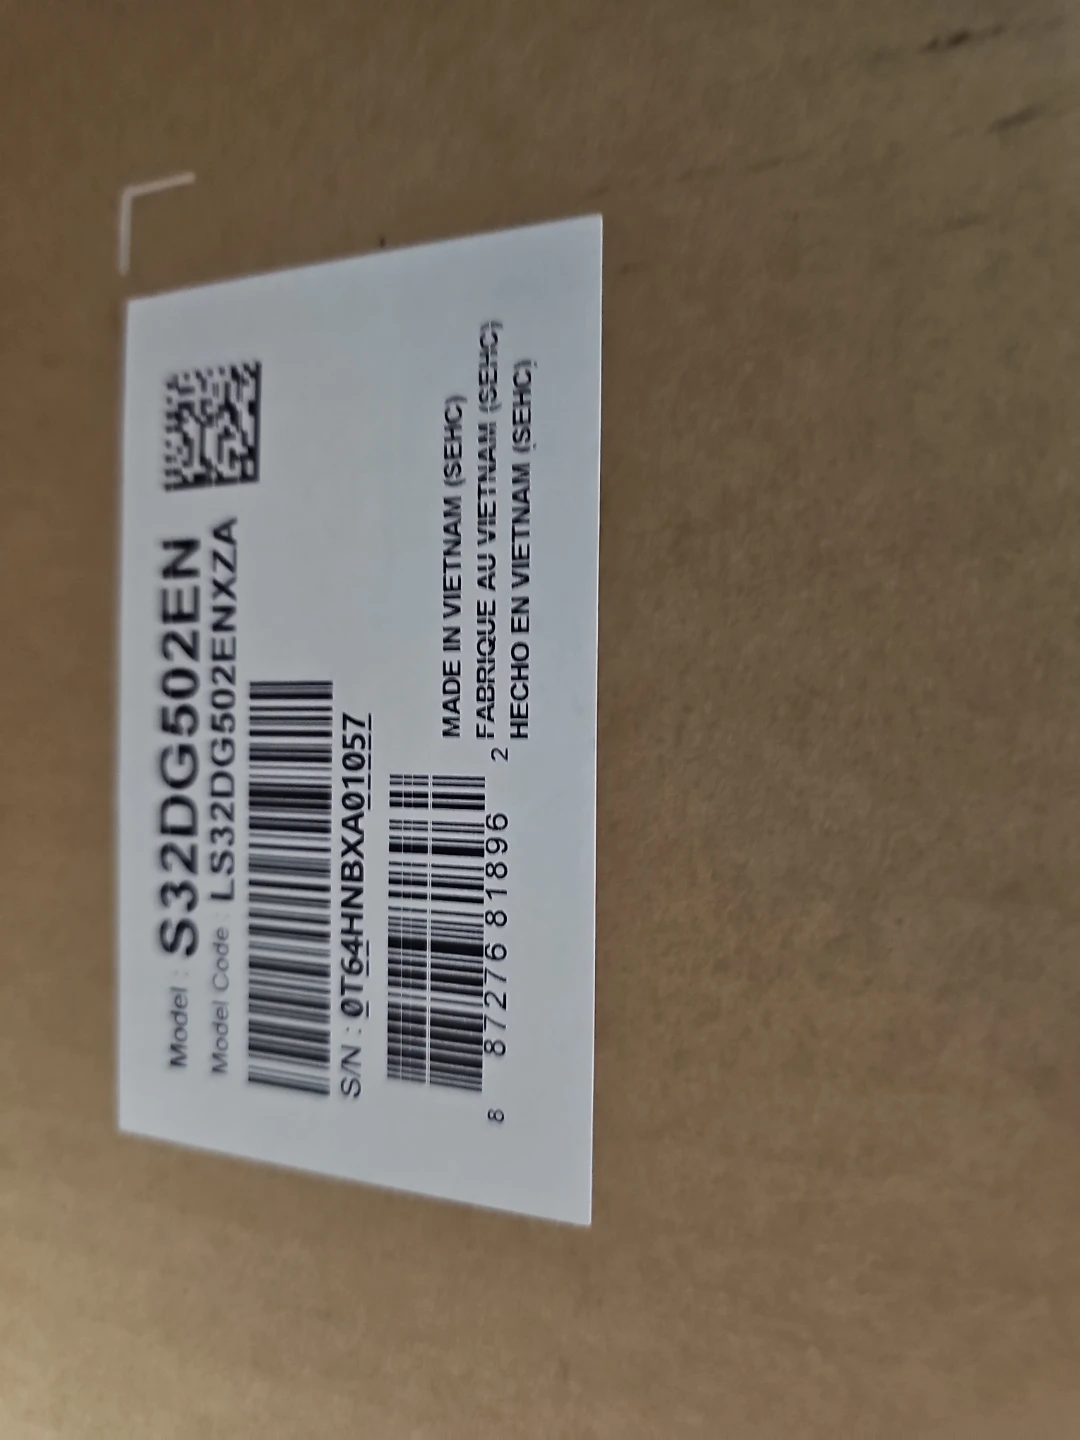 Model : S32DG502EN
Model Code : LS32DG502ENXZA
S/N : 0T64HNBXA01057
8 87276 81896 2
MADE IN VIETNAM (SEHC)
FABRIQUE AU VIETNAM (SEHC)
HECHO EN VIETNAM (SEHC)